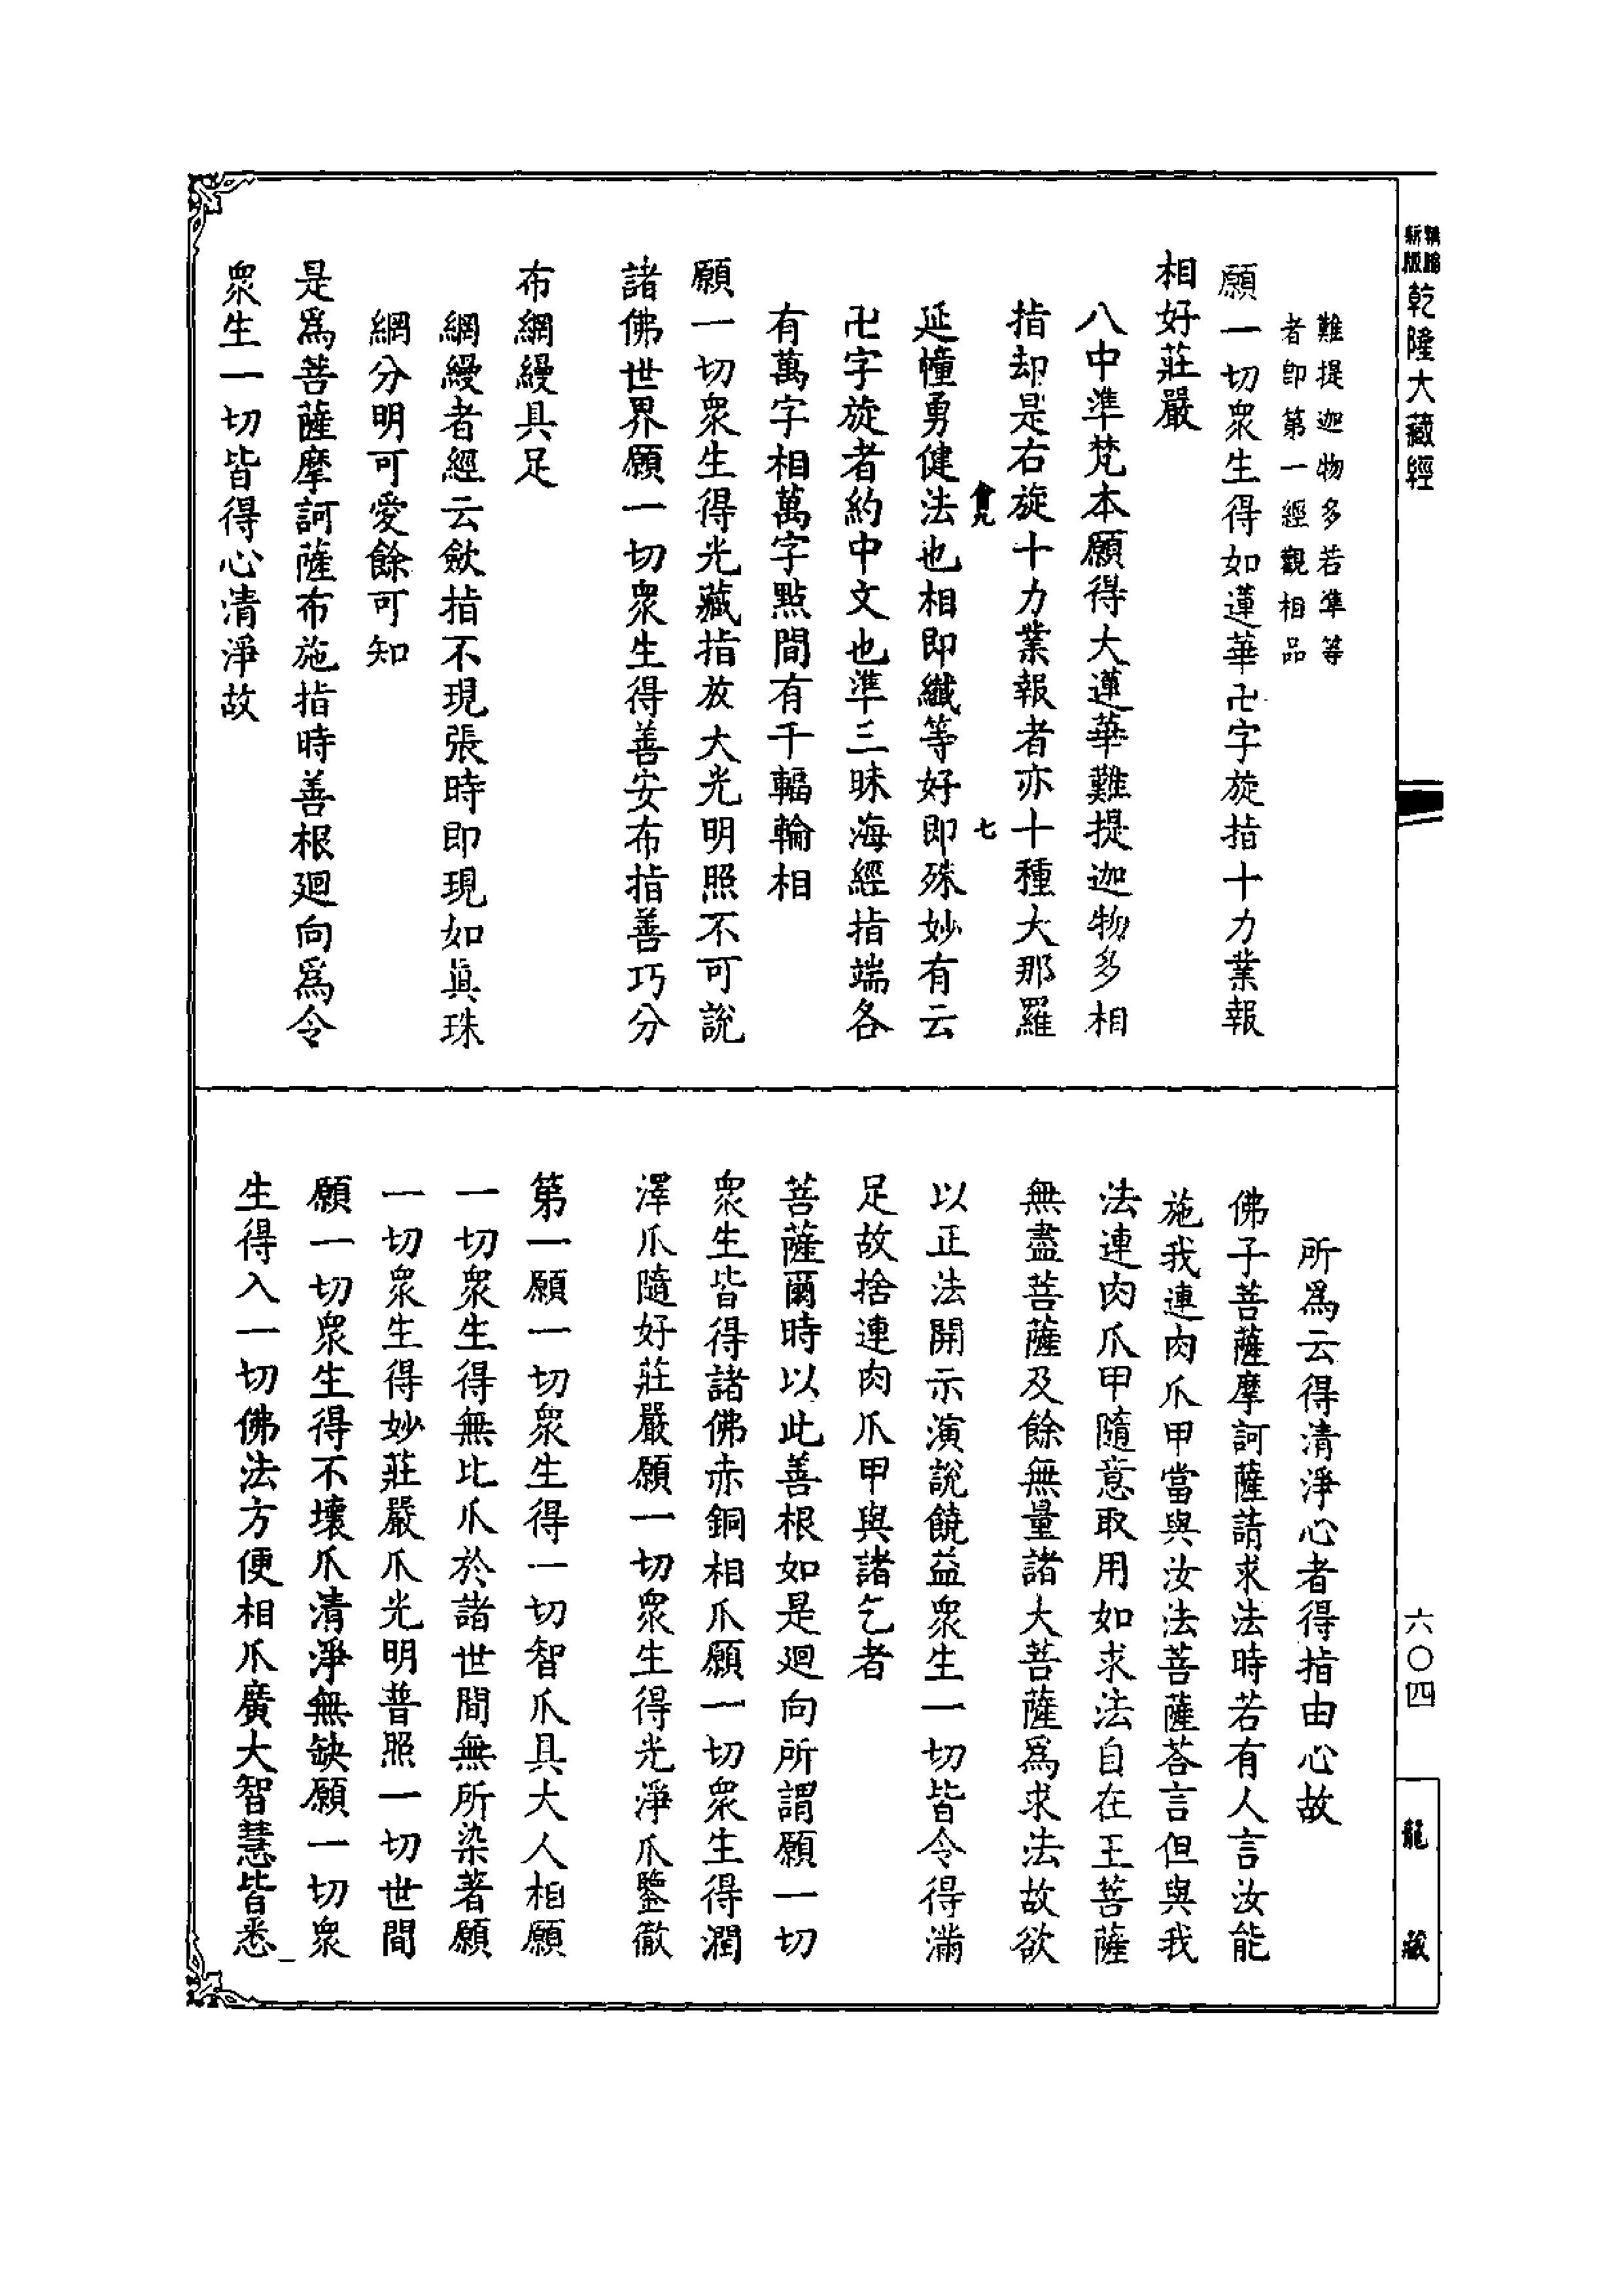 難提迦物多若準等
者即第一經觀相品
願一切衆生得如蓮華卍字旋指十力業報
相好莊嚴
八中準梵本願得大蓮華難提迦物多相
指却是右旋十力業報者亦十種大那羅
延幢勇健法也相即纖等好即殊妙有云
卍字旋者約中文也準三昧海經指端各
有萬字相萬字點間有千輻輪相
願一切衆生得光藏指放大光明照不可說
諸佛世界願一切衆生得善安布指善巧分
布網縵具足
網縵者經云斂指不現張時即現如眞珠
網分明可愛餘可知
是爲菩薩摩訶薩布施指時善根廻向爲令
衆生一切皆得心清淨故
所爲云得清淨心者得指由心故
佛子菩薩摩訶薩請求法時若有人言汝能
施我連肉爪甲當與汝法菩薩荅言但與我
法連肉爪甲隨意取用如求法自在王菩薩
無盡菩薩及餘無量諸大菩薩爲求法故欲
以正法開示演說饒益衆生一切皆令得滿
足故捨連肉爪甲與諸乞者
菩薩爾時以此善根如是廻向所謂願一切
衆生皆得諸佛赤銅相爪願一切衆生得潤
澤爪隨好莊嚴願一切衆生得光淨爪鑒徹
第一願一切衆生得一切智爪具大人相願
一切衆生得無比爪於諸世間無所染著願
一切衆生得妙莊嚴爪光明普照一切世間
願一切衆生得不壞爪清淨無缺願一切衆
生得入一切佛法方便相爪廣大智慧皆悉
七
新版
乾隆大藏經
六〇四
龍藏